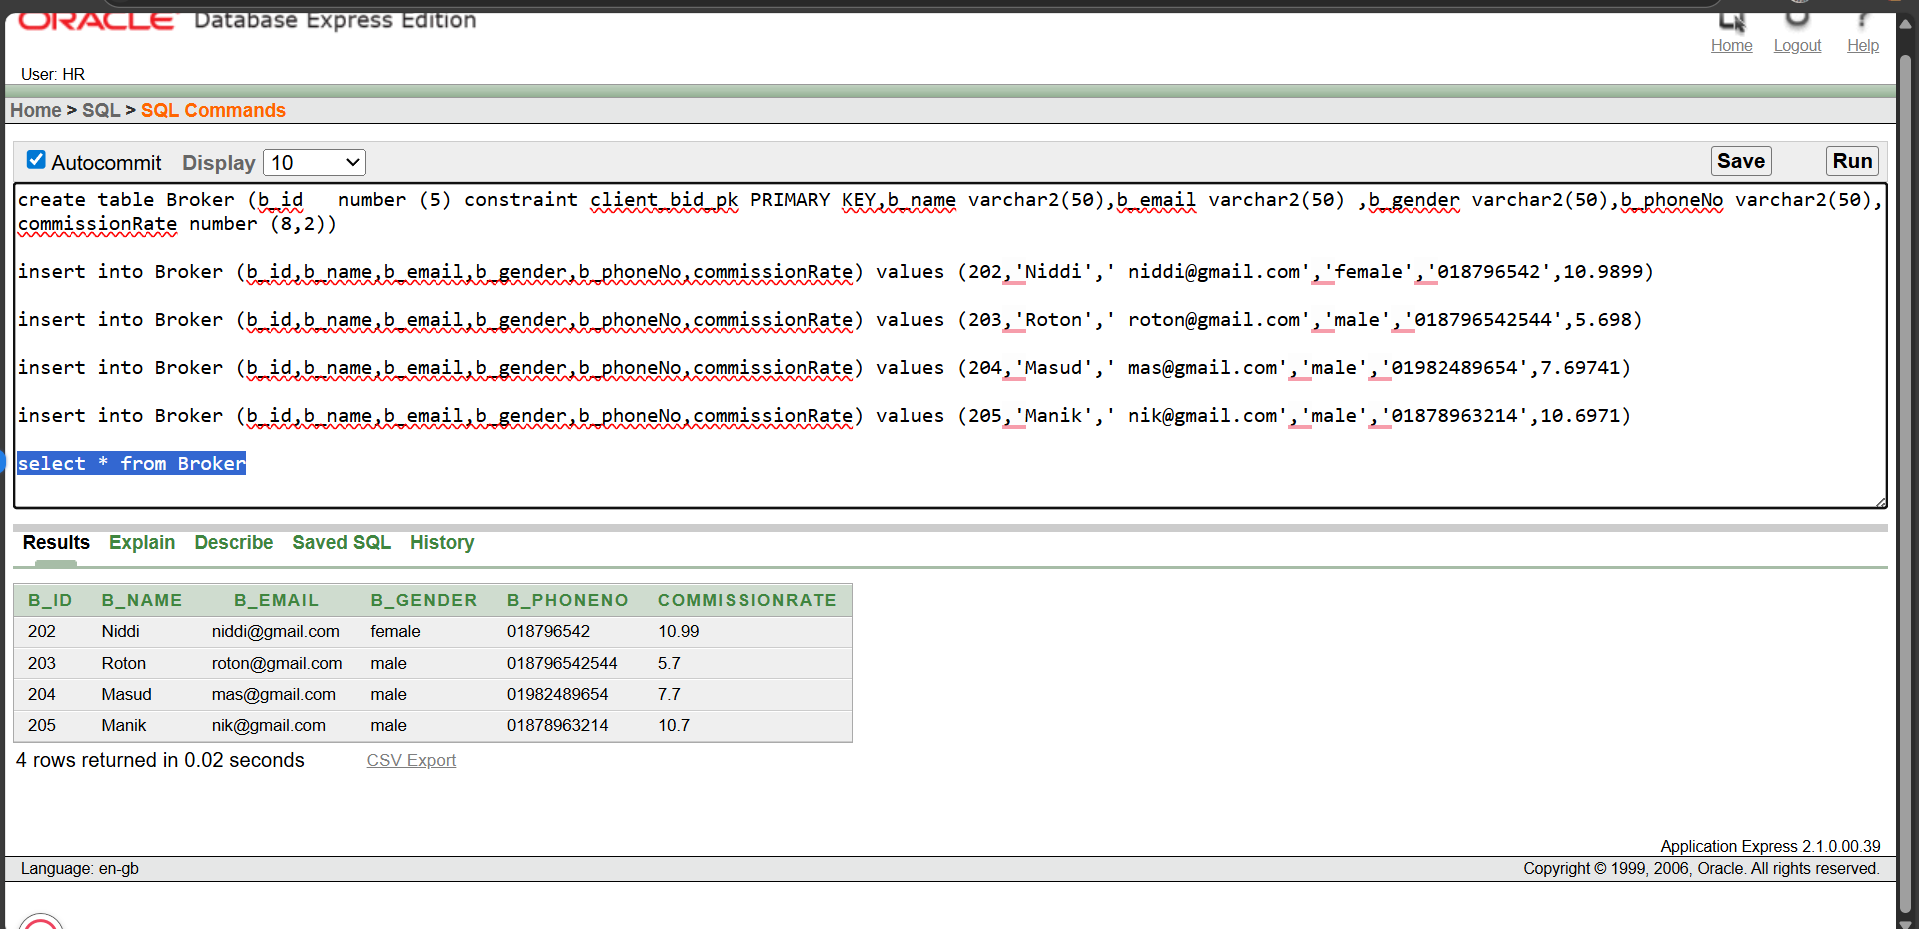 ORACLE Database Express Edition
Home Logout Help
User: HR
Home > SQL > SQL Commands
Autocommit Display 10 Save Run
create table Broker (b_id   number (5) constraint client_bid_pk PRIMARY KEY,b_name varchar2(50),b_email varchar2(50) ,b_gender varchar2(50),b_phoneNo varchar2(50),
commissionRate number (8,2))
insert into Broker (b_id,b_name,b_email,b_gender,b_phoneNo,commissionRate) values (202,'Niddi',' niddi@gmail.com','female','018796542',10.9899)
insert into Broker (b_id,b_name,b_email,b_gender,b_phoneNo,commissionRate) values (203,'Roton',' roton@gmail.com','male','018796542544',5.698)
insert into Broker (b_id,b_name,b_email,b_gender,b_phoneNo,commissionRate) values (204,'Masud',' mas@gmail.com','male','01982489654',7.69741)
insert into Broker (b_id,b_name,b_email,b_gender,b_phoneNo,commissionRate) values (205,'Manik',' nik@gmail.com','male','01878963214',10.6971)
select * from Broker
Results Explain Describe Saved SQL History
B_ID B_NAME B_EMAIL B_GENDER B_PHONENO COMMISSIONRATE
202 Niddi niddi@gmail.com female 018796542 10.99
203 Roton roton@gmail.com male 018796542544 5.7
204 Masud mas@gmail.com male 01982489654 7.7
205 Manik nik@gmail.com male 01878963214 10.7
4 rows returned in 0.02 seconds CSV Export
Application Express 2.1.0.00.39
Language: en-gb Copyright © 1999, 2006, Oracle. All rights reserved.